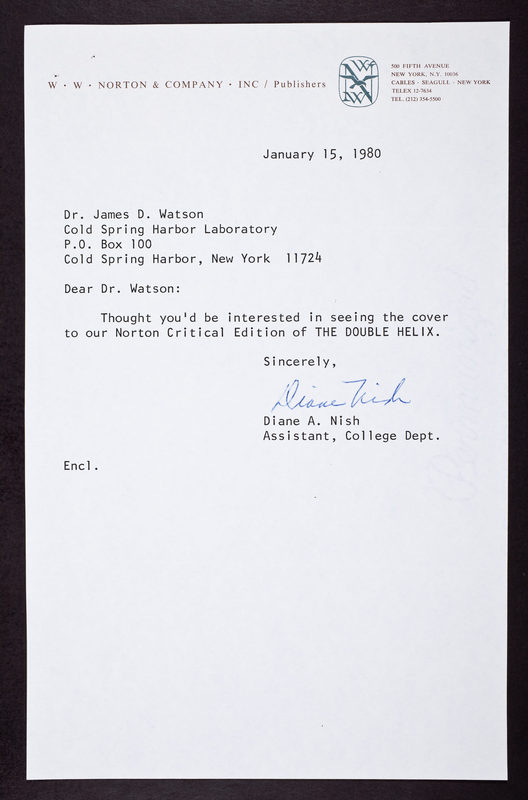 W · W · NORTON & COMPANY · INC / Publishers
500 FIFTH AVENUE
NEW YORK, N.Y. 10036
CABLES · SEAGULL · NEW YORK
TELEX 12-7634
TEL. (212) 354-5500
January 15, 1980
Dr. James D. Watson
Cold Spring Harbor Laboratory
P.O. Box 100
Cold Spring Harbor, New York 11724
Dear Dr. Watson:
Thought you'd be interested in seeing the cover
to our Norton Critical Edition of THE DOUBLE HELIX.
Sincerely,
Diane Nish
Diane A. Nish
Assistant, College Dept.
Encl.